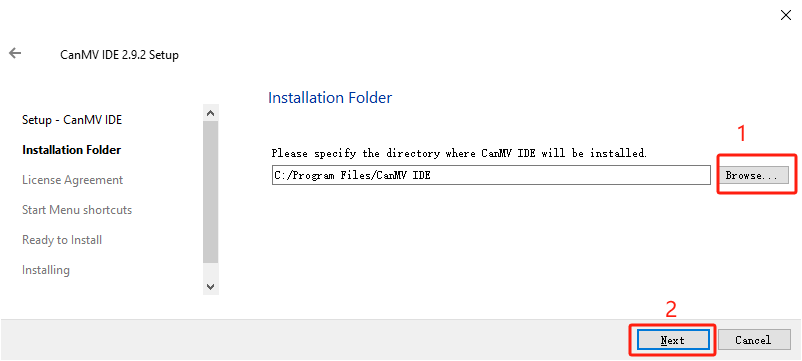 CanMV IDE 2.9.2 Setup
Setup - CanMV IDE
Installation Folder
License Agreement
Start Menu shortcuts
Ready to Install
Installing
Installation Folder
1
Please specify the directory where CanMV IDE will be installed.
C:/Program Files/CanMV IDE
Browse...
2
Next
Cancel